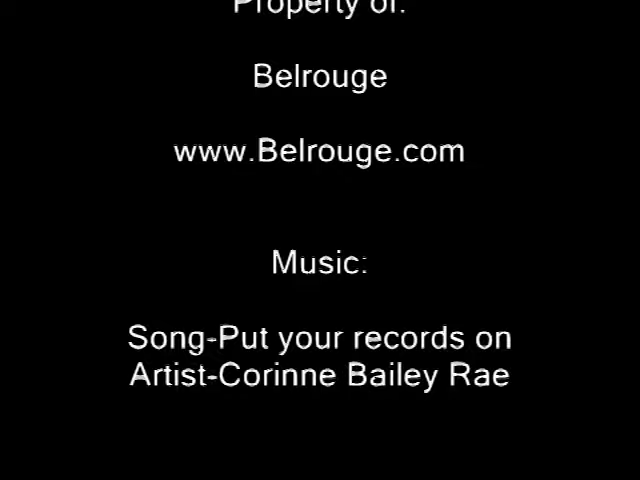 Property of:
Belrouge
www.Belrouge.com
Music:
Song-Put your records on
Artist-Corinne Bailey Rae